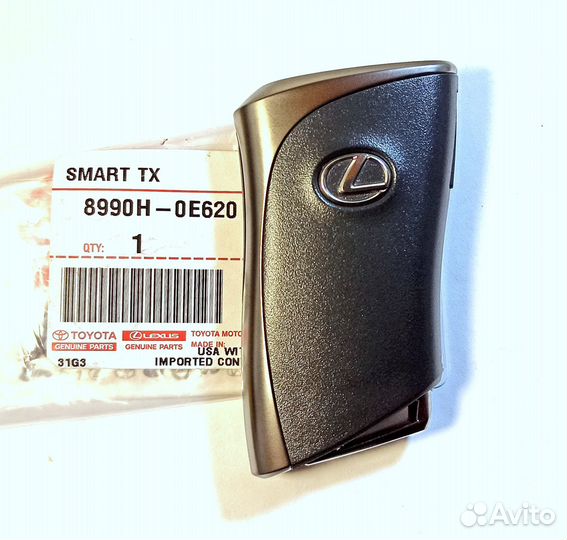 SMART TX
8990H-0E620
QTY: 1
TOYOTA LEXUS TOYOTA MOTO
GENUINE PARTS GENUINE PARTS MADE IN:
USA WIT
31G3 IMPORTED CON
Avito